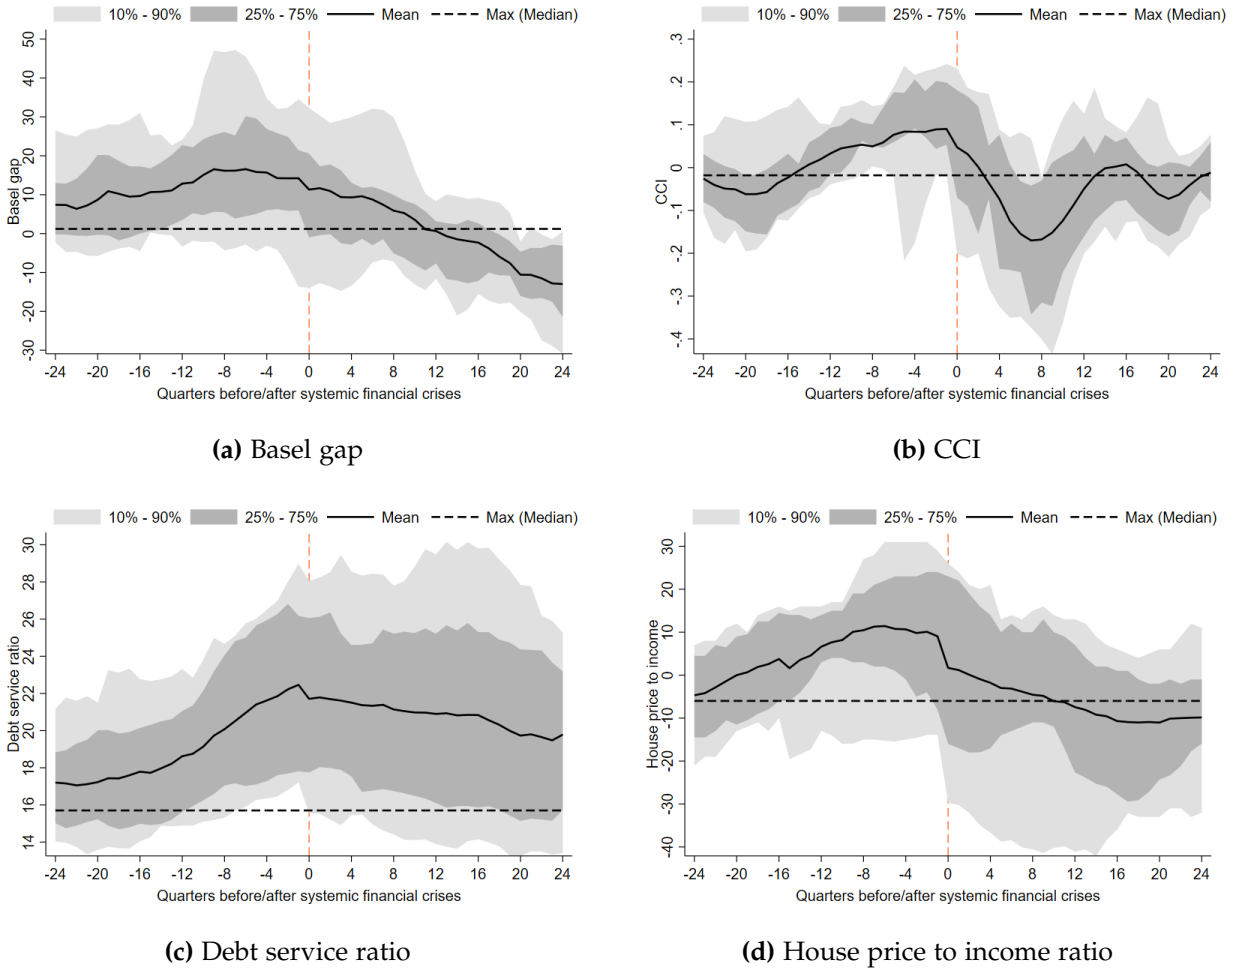 10% - 90% 25% - 75% Mean Max (Median)
50
40
30
20
10
0
-10
-20
-30
Basel gap
-24 -20 -16 -12 -8 -4 0 4 8 12 16 20 24
Quarters before/after systemic financial crises
(a) Basel gap
10% - 90% 25% - 75% Mean Max (Median)
.3
.2
.1
0
-.1
-.2
-.3
-.4
CCI
-24 -20 -16 -12 -8 -4 0 4 8 12 16 20 24
Quarters before/after systemic financial crises
(b) CCI
10% - 90% 25% - 75% Mean Max (Median)
30
28
26
24
22
20
18
16
14
Debt service ratio
-24 -20 -16 -12 -8 -4 0 4 8 12 16 20 24
Quarters before/after systemic financial crises
(c) Debt service ratio
10% - 90% 25% - 75% Mean Max (Median)
30
20
10
0
-10
-20
-30
-40
House price to income
-24 -20 -16 -12 -8 -4 0 4 8 12 16 20 24
Quarters before/after systemic financial crises
(d) House price to income ratio